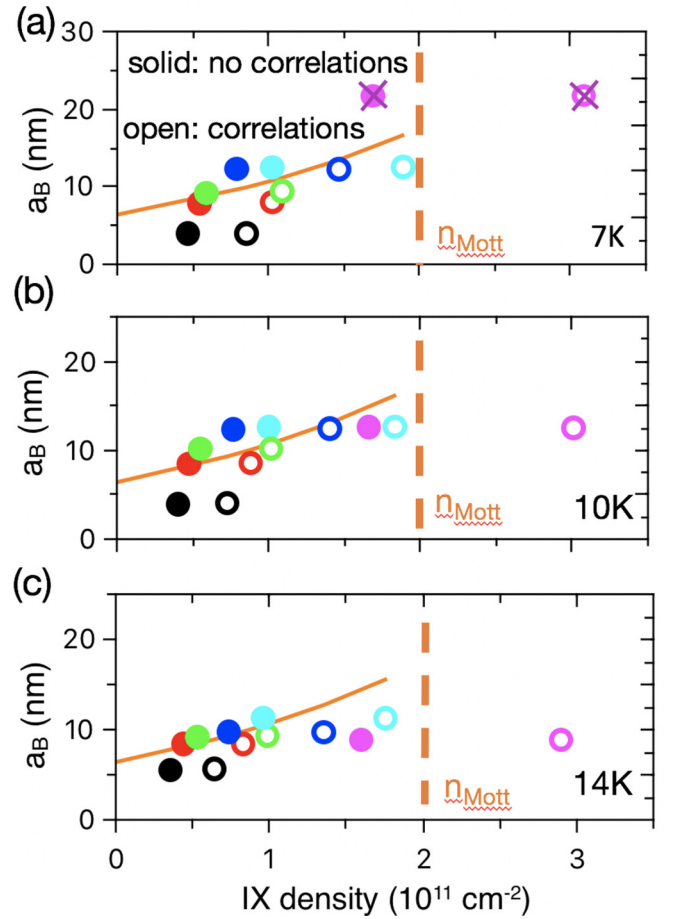 (a)
30
solid: no correlations
20
open: correlations
10
0
aB (nm)
nMott
7K
(b)
20
10
0
aB (nm)
nMott
10K
(c)
20
10
0
aB (nm)
nMott
14K
0 1 2 3
IX density (10¹¹ cm⁻²)